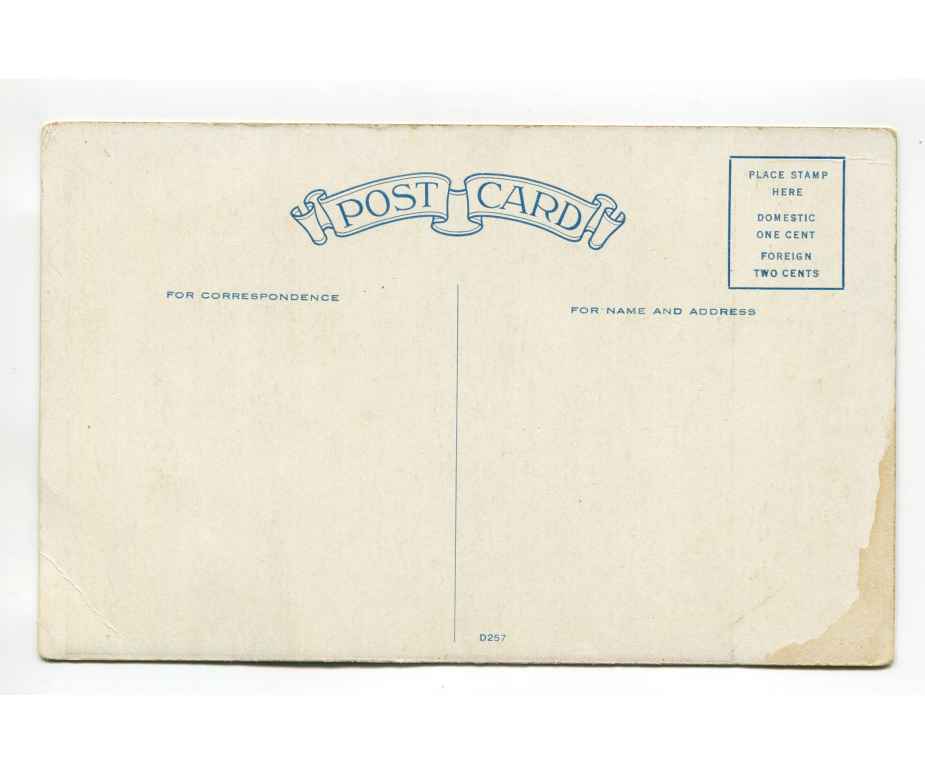 POST CARD
PLACE STAMP
HERE
DOMESTIC
ONE CENT
FOREIGN
TWO CENTS
FOR CORRESPONDENCE
FOR NAME AND ADDRESS
D257